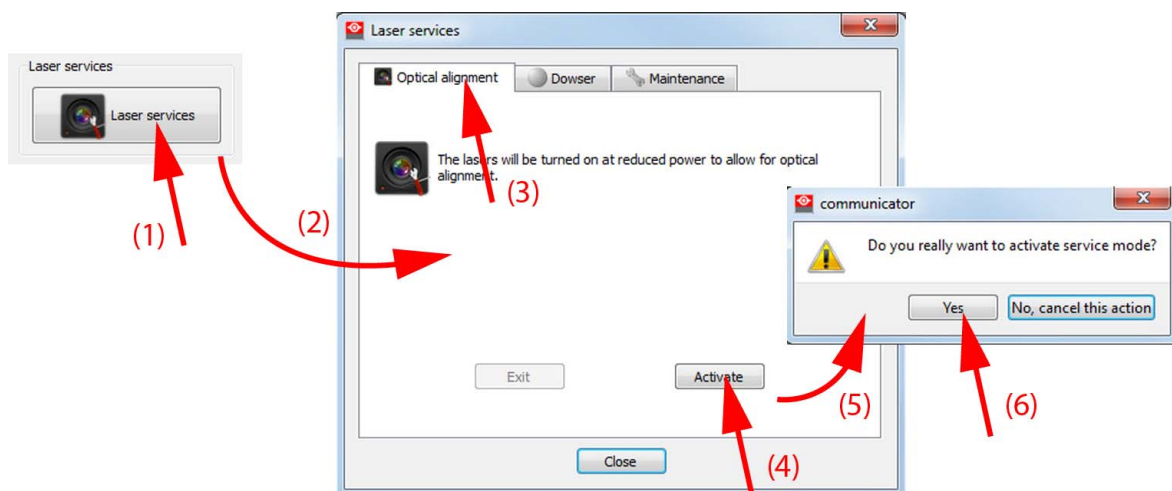 Laser services
Laser services
(1)
(2)
Laser services
Optical alignment
Dowser
Maintenance
The lasers will be turned on at reduced power to allow for optical
alignment.
(3)
Exit
Activate
Close
(4)
(5)
communicator
Do you really want to activate service mode?
Yes
No, cancel this action
(6)